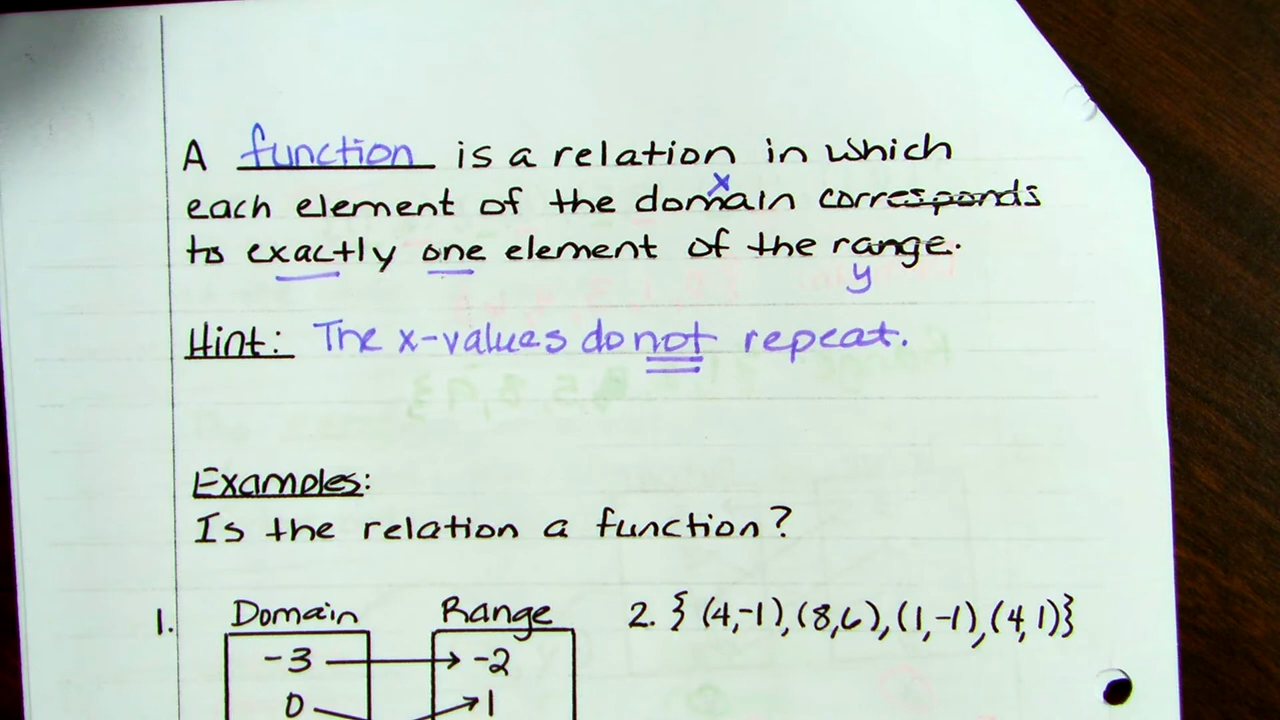 A function is a relation in which
x
each element of the domain corresponds
to exactly one element of the range.
y
Hint: The x-values do not repeat.
Examples:
Is the relation a function?
1. Domain Range
-3 -2
0 1
2. { (4,-1), (8,6), (1,-1), (4,1)}